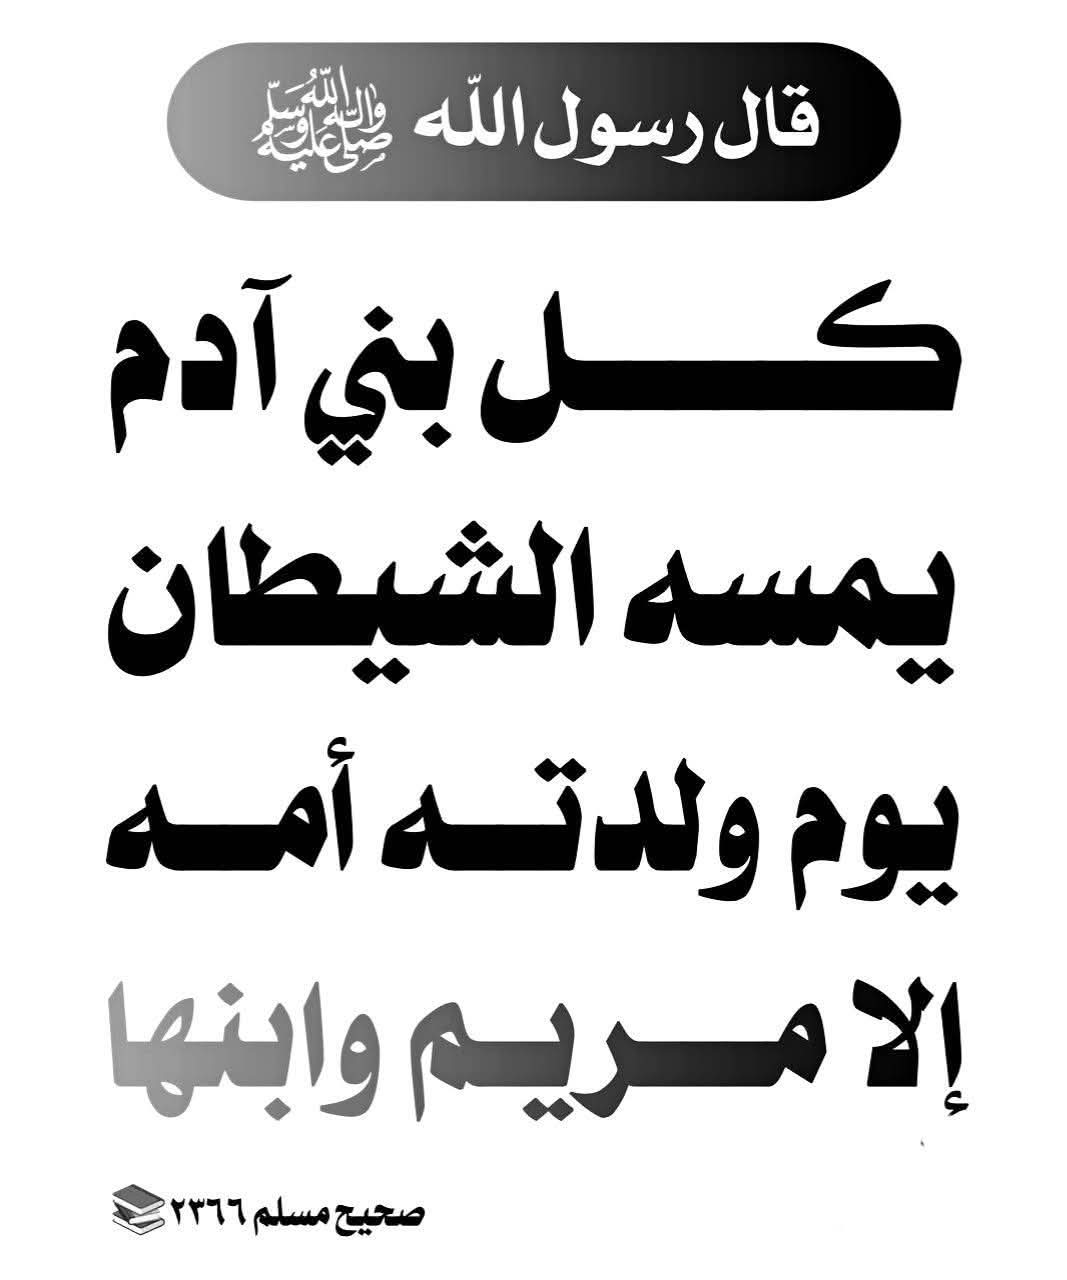 قال رسول الله ﷺ
كل بني آدم
يمسه الشيطان
يوم ولدته أمه
إلا مريم وابنها
صحيح مسلم ٢٣٦٦